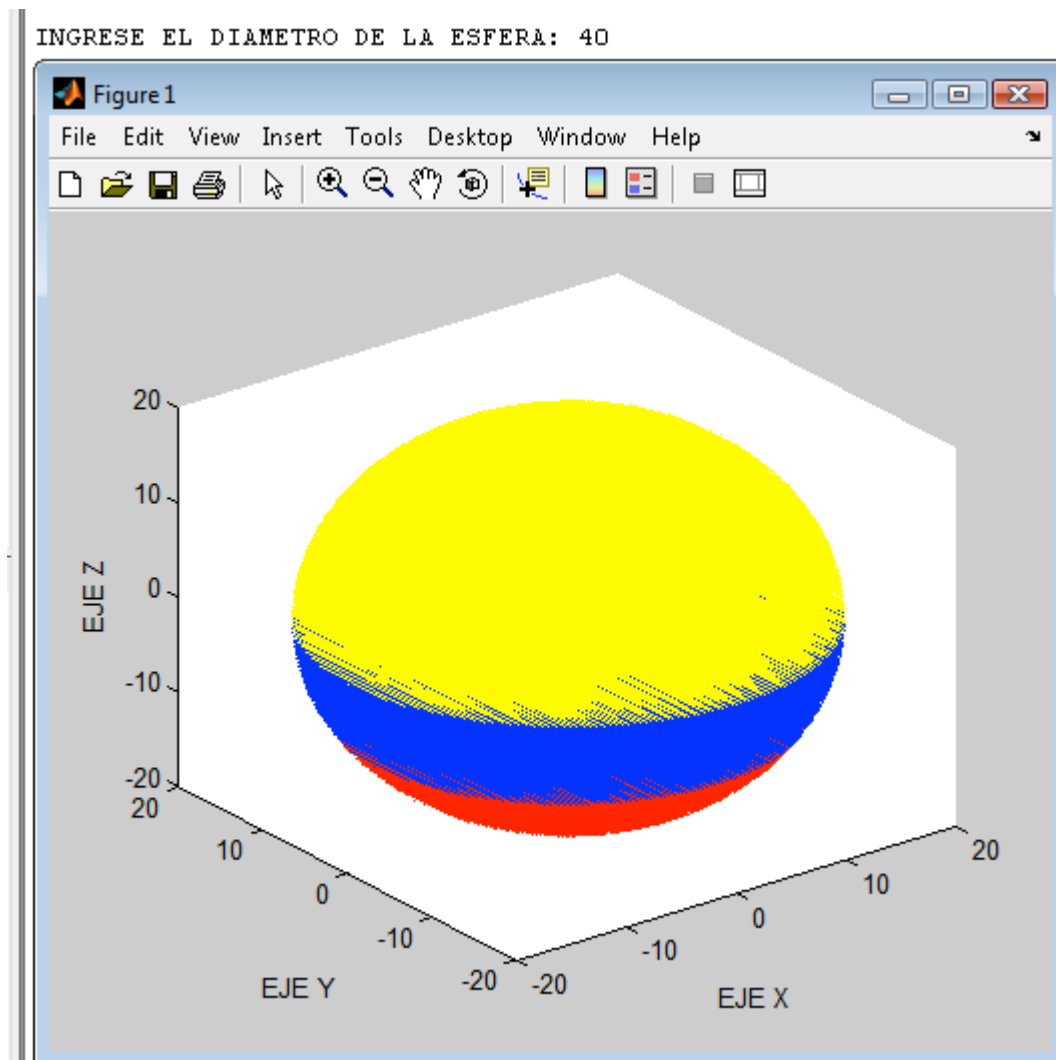 INGRESE EL DIAMETRO DE LA ESFERA: 40
Figure 1
File Edit View Insert Tools Desktop Window Help
20
10
0
-10
-20
EJE Z
20
10
0
-10
-20
EJE Y
-20
-10
0
10
20
EJE X